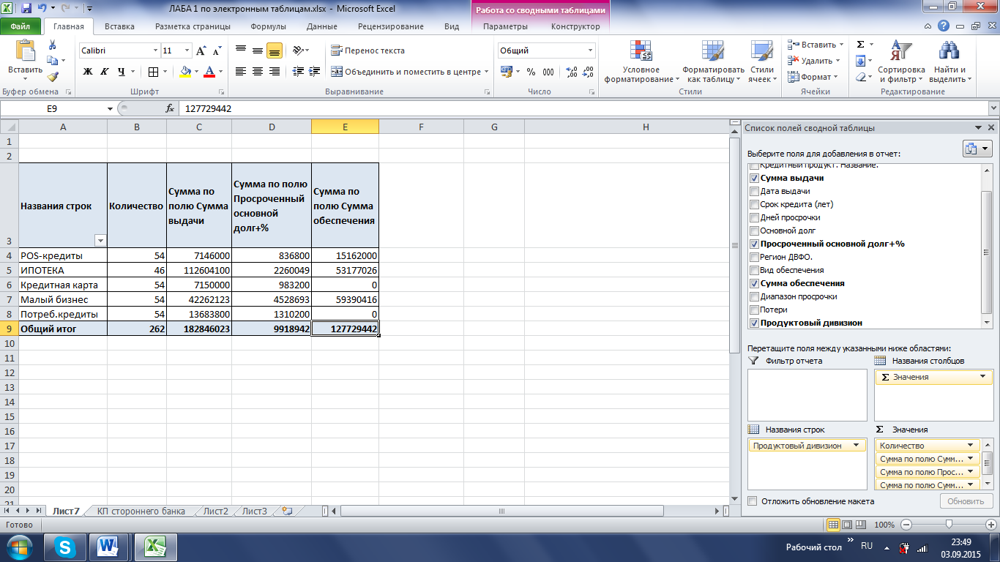 ЛАБА 1 по электронным таблицам.xlsx - Microsoft Excel
Работа со сводными таблицами
Файл Главная Вставка Разметка страницы Формулы Данные Рецензирование Вид Параметры Конструктор
Вставить
Буфер обмена
Calibri 11
Ж К Ч
Шрифт
Перенос текста
Объединить и поместить в центре
Выравнивание
Общий
% 000
Число
Условное форматирование
Форматировать как таблицу
Стили ячеек
Стили
Вставить
Удалить
Формат
Ячейки
Сортировка и фильтр
Найти и выделить
Редактирование
E9 fx 127729442
A B C D E F G H
1
2
3 Названия строк Количество Сумма по полю Сумма выдачи Сумма по полю Просроченный основной долг+% Сумма по полю Сумма обеспечения
4 POS-кредиты 54 7146000 836800 15162000
5 ИПОТЕКА 46 112604100 2260049 53177026
6 Кредитная карта 54 7150000 983200 0
7 Малый бизнес 54 42262123 4528693 59390416
8 Потреб.кредиты 54 13683800 1310200 0
9 Общий итог 262 182846023 9918942 127729442
10
11
12
13
14
15
16
17
18
19
20
21
Список полей сводной таблицы
Выберите поля для добавления в отчет:
Кредитный продукт. Название.
Сумма выдачи
Дата выдачи
Срок кредита (лет)
Дней просрочки
Основной долг
Просроченный основной долг+%
Регион ДВФО.
Вид обеспечения
Сумма обеспечения
Диапазон просрочки
Потери
Продуктовый дивизион
Перетащите поля между указанными ниже областями:
Фильтр отчета
Названия столбцов
Σ Значения
Названия строк
Σ Значения
Продуктовый дивизион
Количество
Сумма по полю Сумм...
Сумма по полю Прос...
Сумма по полю Сумм...
Отложить обновление макета
Обновить
Лист7 КП стороннего банка Лист2 Лист3
Готово
100%
Рабочий стол » RU
23:49
03.09.2015